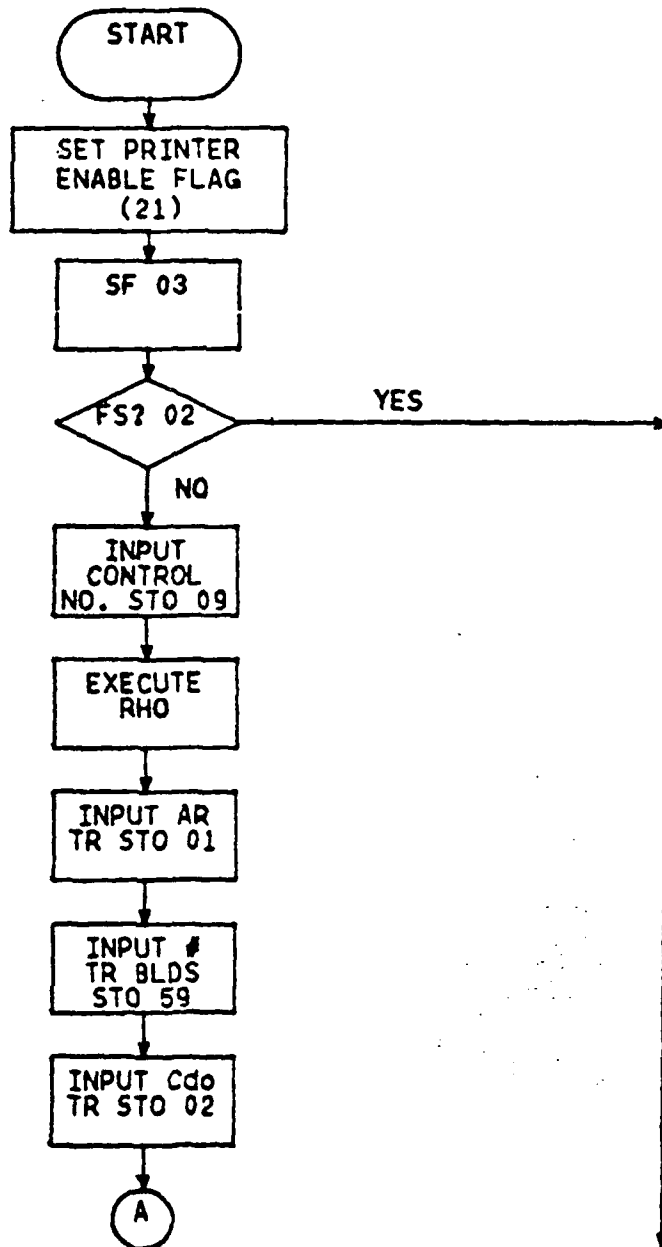 START
SET PRINTER
ENABLE FLAG
(21)
SF 03
FS? 02
YES
NO
INPUT
CONTROL
NO. STO 09
EXECUTE
RHO
INPUT AR
TR STO 01
INPUT #
TR BLDS
STO 59
INPUT Cdo
TR STO 02
A